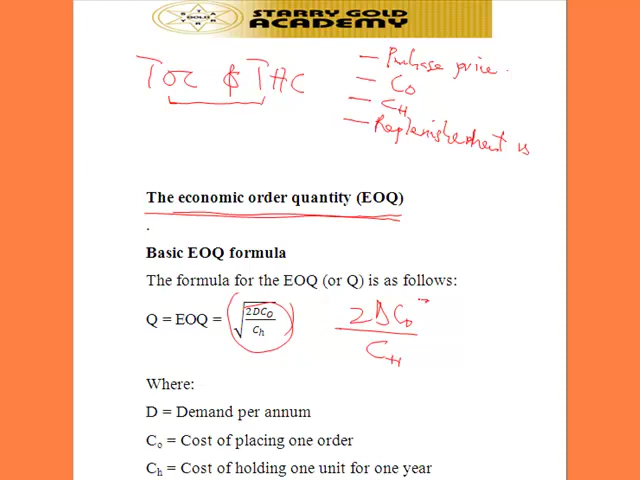 STARRY GOLD
ACADEMY
TOC & THC
— Purchase price.
— Co
— CH
— Replenishment is
The economic order quantity (EOQ)
.
Basic EOQ formula
The formula for the EOQ (or Q) is as follows:
Q = EOQ = √(2DCo/Ch) 2DCo/CH
Where:
D = Demand per annum
Co = Cost of placing one order
Ch = Cost of holding one unit for one year